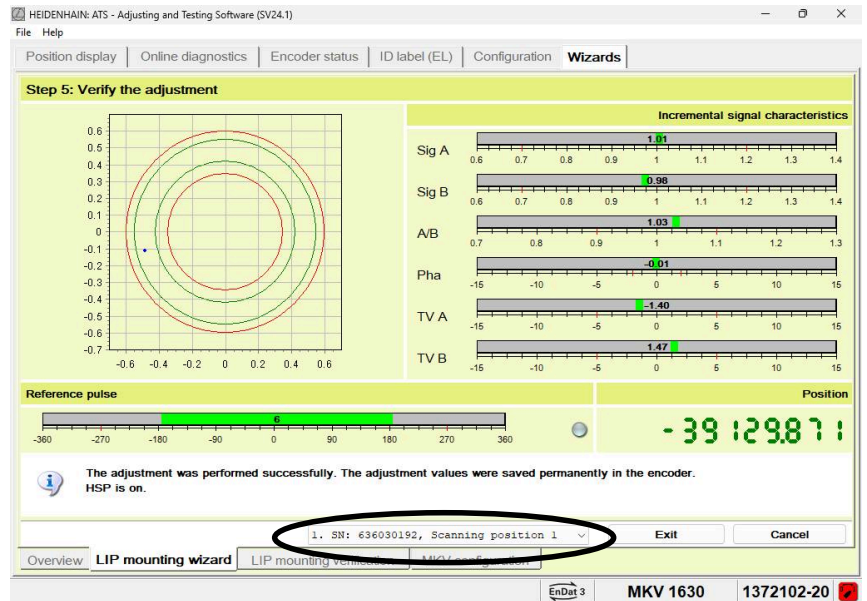 HEIDENHAIN: ATS - Adjusting and Testing Software (SV24.1)
File Help
Position display Online diagnostics Encoder status ID label (EL) Configuration Wizards
Step 5: Verify the adjustment
0.6
0.5
0.4
0.3
0.2
0.1
0
-0.1
-0.2
-0.3
-0.4
-0.5
-0.6
-0.7
-0.6 -0.4 -0.2 0 0.2 0.4 0.6
Incremental signal characteristics
Sig A
1.01
0.6 0.7 0.8 0.9 1 1.1 1.2 1.3 1.4
Sig B
0.98
0.6 0.7 0.8 0.9 1 1.1 1.2 1.3 1.4
A/B
1.03
0.7 0.8 0.9 1 1.1 1.2 1.3
Pha
-0.01
-15 -10 -5 0 5 10 15
TV A
-1.40
-15 -10 -5 0 5 10 15
TV B
1.47
-15 -10 -5 0 5 10 15
Reference pulse
6
-360 -270 -180 -90 0 90 180 270 360
Position
-39129.871
The adjustment was performed successfully. The adjustment values were saved permanently in the encoder.
HSP is on.
1. SN: 636030192, Scanning position 1
Exit Cancel
Overview LIP mounting wizard LIP mounting verification MKV configuration
EnDat 3 MKV 1630 1372102-20